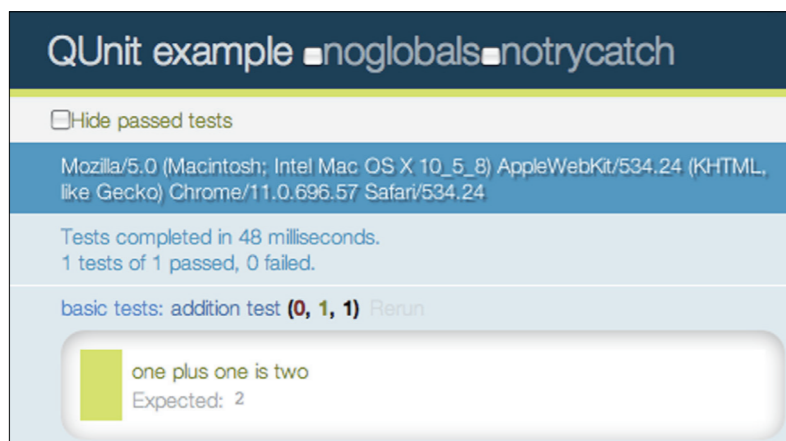 QUnit example noglobals notrycatch
Hide passed tests
Mozilla/5.0 (Macintosh; Intel Mac OS X 10_5_8) AppleWebKit/534.24 (KHTML,
like Gecko) Chrome/11.0.696.57 Safari/534.24
Tests completed in 48 milliseconds.
1 tests of 1 passed, 0 failed.
basic tests: addition test (0, 1, 1) Rerun
one plus one is two
Expected: 2